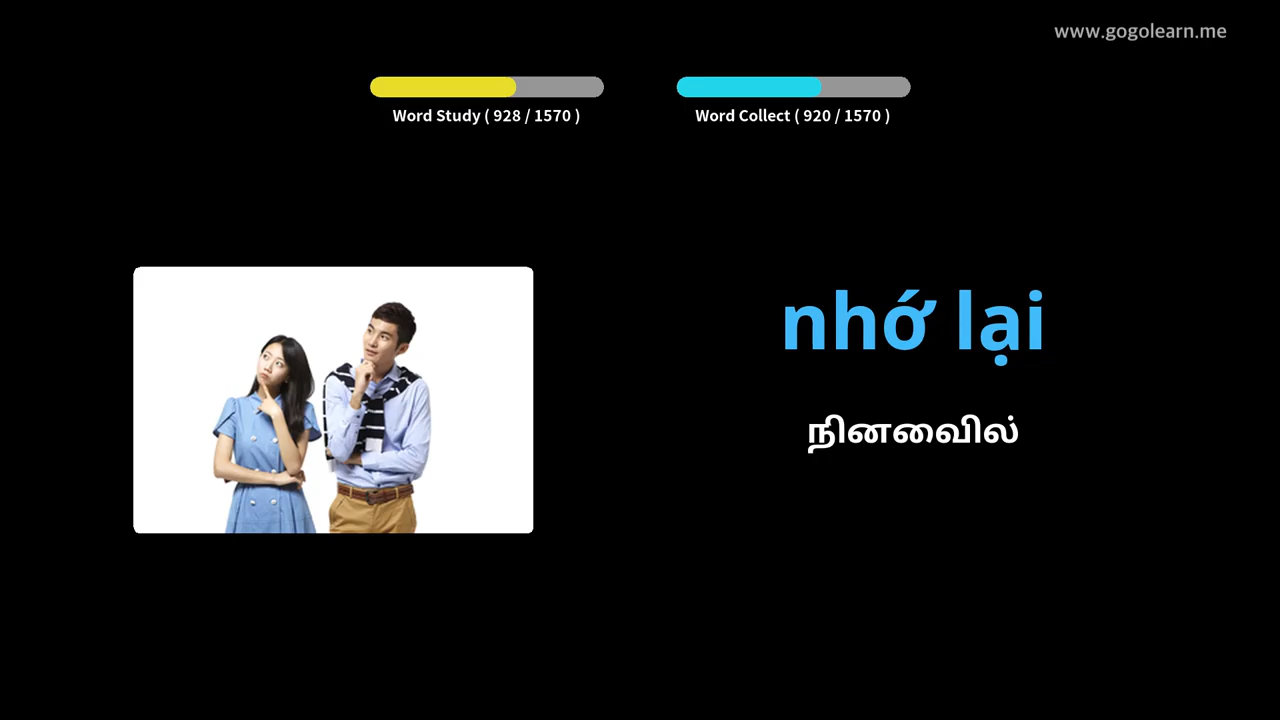 www.gogolearn.me
Word Study ( 928 / 1570 )
Word Collect ( 920 / 1570 )
nhớ lại
நினைவில்